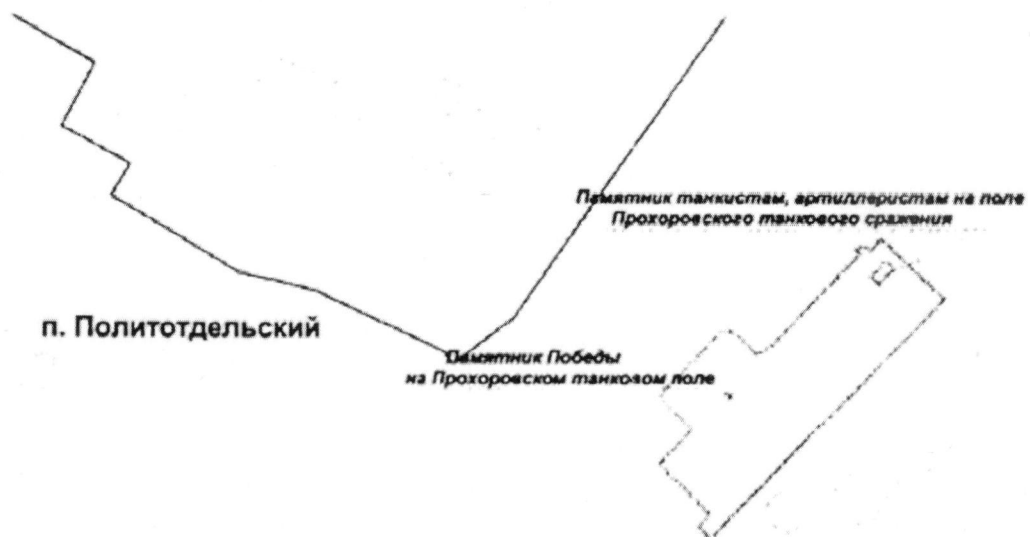 Памятник танкистам, артиллеристам на поле
Прохоровского танкового сражения
п. Политотдельский
Памятник Победы
на Прохоровском танковом поле